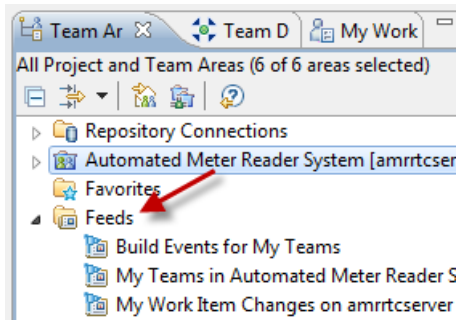 Team Ar Team D My Work
All Project and Team Areas (6 of 6 areas selected)
Repository Connections
Automated Meter Reader System [amrrtcser
Favorites
Feeds
Build Events for My Teams
My Teams in Automated Meter Reader S
My Work Item Changes on amrrtcserver